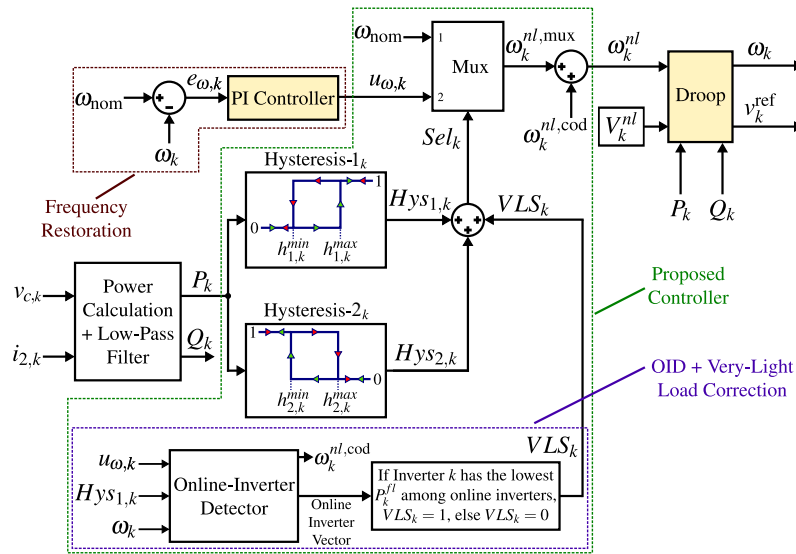 ω_nom
1
ω_k^{nl,mux}
ω_k^{nl}
ω_k
Mux
2
+
+
ω_k^{nl,cod}
V_k^{nl}
Droop
v_k^{ref}
P_k
Q_k
ω_nom
+
−
e_{ω,k}
PI Controller
u_{ω,k}
ω_k
Sel_k
Frequency
Restoration
Hysteresis-1_k
1
0
h_{1,k}^{min}
h_{1,k}^{max}
Hys_{1,k}
+
+
+
VLS_k
v_{c,k}
i_{2,k}
Power
Calculation
+ Low-Pass
Filter
P_k
Q_k
Hysteresis-2_k
1
0
h_{2,k}^{min}
h_{2,k}^{max}
Hys_{2,k}
Proposed
Controller
OID + Very-Light
Load Correction
VLS_k
u_{ω,k}
Hys_{1,k}
ω_k
Online-Inverter
Detector
ω_k^{nl,cod}
Online
Inverter
Vector
If Inverter k has the lowest
P_k^{fl} among online inverters,
VLS_k = 1, else VLS_k = 0